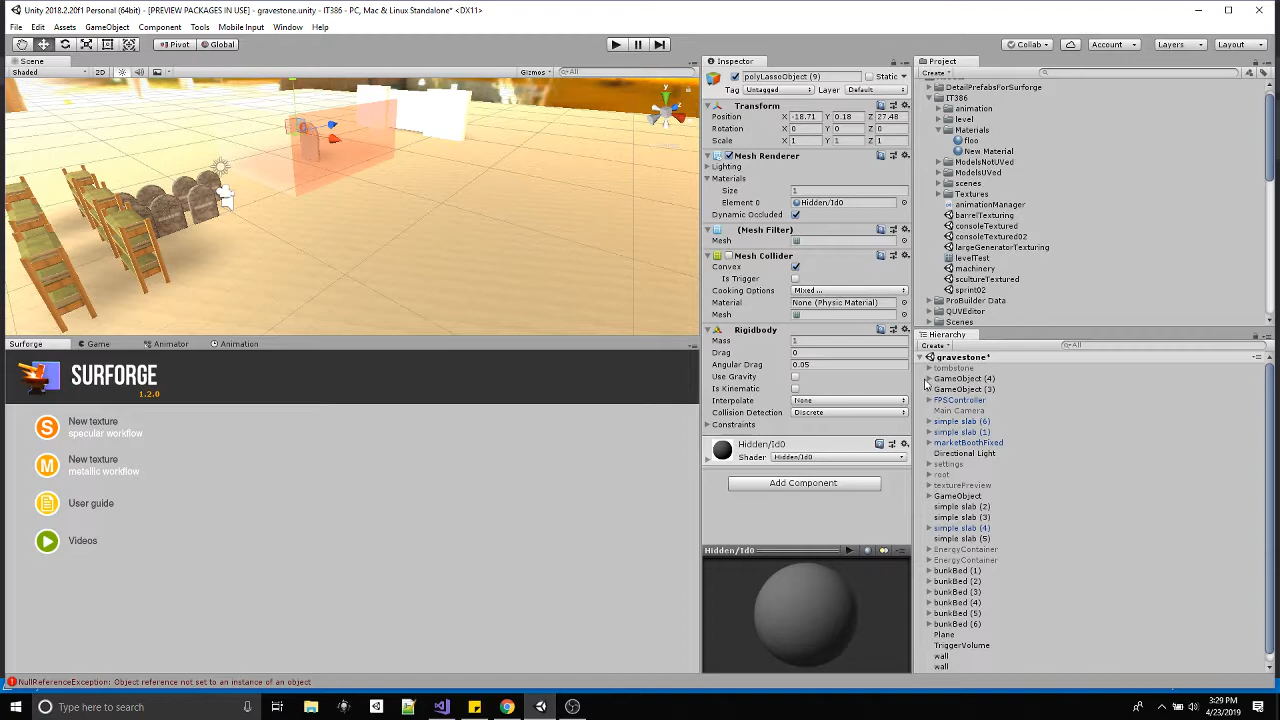 Unity 2018.2.20f1 Personal (64bit) - gravestone.unity - IT386 - PC, Mac & Linux Standalone* <DX11>
[PREVIEW PACKAGES IN USE]
File Edit Assets GameObject Component Tools Mobile Input Window Help
Pivot Global Collab Account Layers Layout
Scene
Shaded 2D Gizmos All
y
SURFORGE
1.2.0
Surforge Game Animator Animation
New texture
specular workflow
New texture
metallic workflow
User guide
Videos
Inspector
polyLassoObject (9) Static
Tag Untagged Layer Default
Transform
Position X -18.71 Y 0.18 Z 27.48
Rotation X 0 Y 0 Z 0
Scale X 1 Y 1 Z 1
Mesh Renderer
Lighting
Materials
Size 1
Element 0 Hidden/Id0
Dynamic Occluded
(Mesh Filter)
Mesh
Mesh Collider
Convex
Is Trigger
Cooking Options Mixed ...
Material None (Physic Material)
Mesh
Rigidbody
Mass 1
Drag 0
Angular Drag 0.05
Use Gravity
Is Kinematic
Interpolate None
Collision Detection Discrete
Constraints
Hidden/Id0
Shader Hidden/Id0
Add Component
Hidden/Id0
Project
Create
DetailPrefabsForSurforge
IT386
animation
level
Materials
floo
New Material
ModelsNotUVed
ModelsUVed
scenes
Textures
animationManager
barrelTexturing
consoleTextured
consoleTextured02
largeGeneratorTexturing
levelTest
machinery
scultureTextured
sprint02
ProBuilder Data
QUVEditor
Scenes
Hierarchy
Create All
gravestone*
tombstone
GameObject (4)
GameObject (3)
FPSController
Main Camera
simple slab (6)
simple slab (1)
marketBoothFixed
Directional Light
settings
root
texturePreview
GameObject
simple slab (2)
simple slab (3)
simple slab (4)
simple slab (5)
EnergyContainer
EnergyContainer
bunkBed (1)
bunkBed (2)
bunkBed (3)
bunkBed (4)
bunkBed (5)
bunkBed (6)
Plane
TriggerVolume
wall
wall
NullReferenceException: Object reference not set to an instance of an object
Type here to search
3:29 PM
4/23/2019